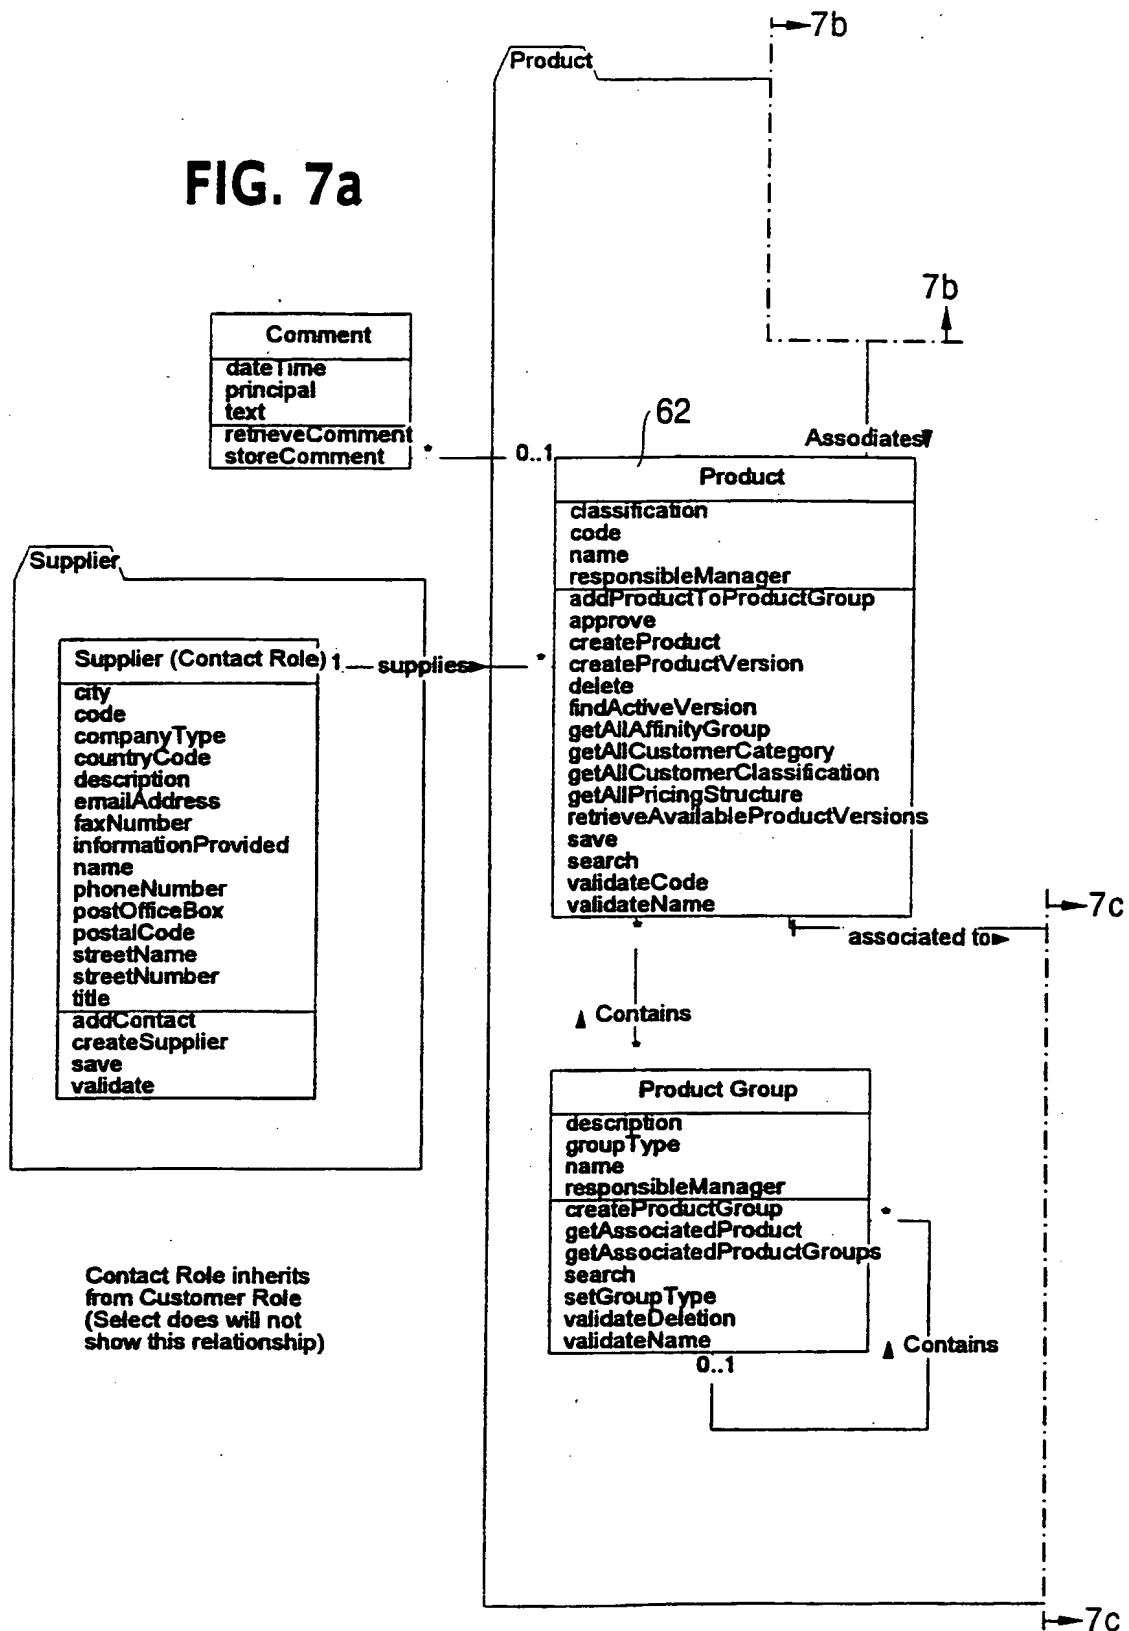 7b
Product
FIG. 7a
7b
Comment
dateTime
principal
text
retrieveComment
storeComment
*
0..1
62
Associates
Product
classification
code
name
responsibleManager
addProductToProductGroup
approve
createProduct
createProductVersion
delete
findActiveVersion
getAllAffinityGroup
getAllCustomerCategory
getAllCustomerClassification
getAllPricingStructure
retrieveAvailableProductVersions
save
search
validateCode
validateName
Supplier
Supplier (Contact Role)
1
supplies
*
city
code
companyType
countryCode
description
emailAddress
faxNumber
informationProvided
name
phoneNumber
postOfficeBox
postalCode
streetName
streetNumber
title
addContact
createSupplier
save
validate
7c
*
associated to
Contains
*
Product Group
description
groupType
name
responsibleManager
createProductGroup
getAssociatedProduct
getAssociatedProductGroups
search
setGroupType
validateDeletion
validateName
*
Contains
0..1
Contact Role inherits
from Customer Role
(Select does will not
show this relationship)
7c